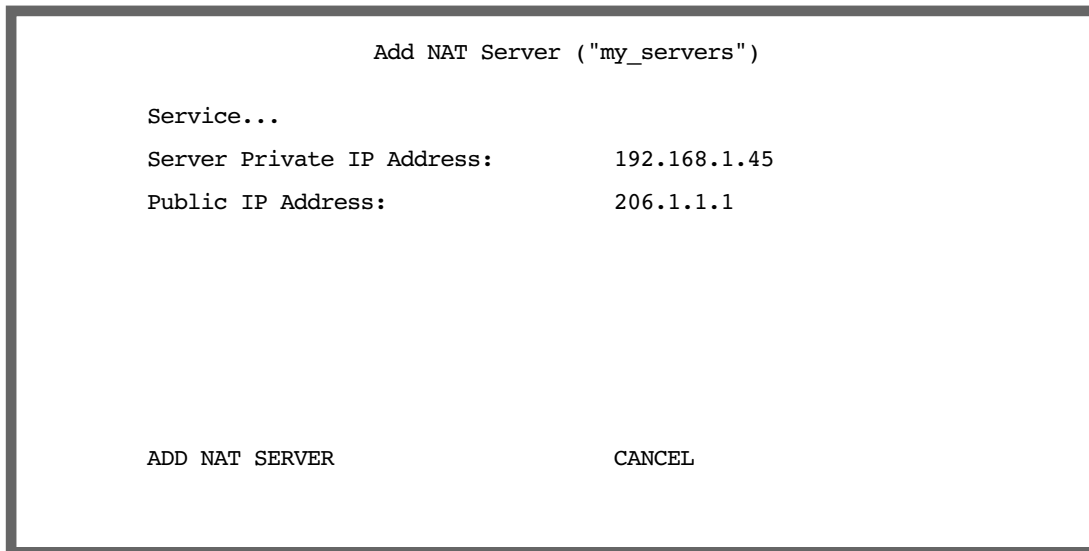 Add NAT Server ("my_servers")
Service...
Server Private IP Address: 192.168.1.45
Public IP Address: 206.1.1.1
ADD NAT SERVER CANCEL